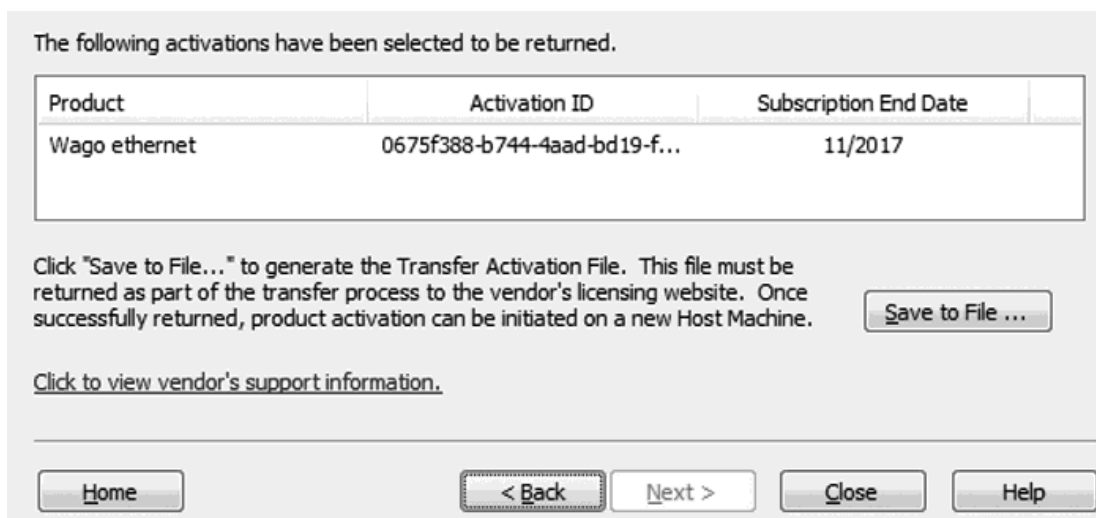 The following activations have been selected to be returned.
Product Activation ID Subscription End Date
Wago ethernet 0675f388-b744-4aad-bd19-f... 11/2017
Click "Save to File..." to generate the Transfer Activation File. This file must be
returned as part of the transfer process to the vendor's licensing website. Once
successfully returned, product activation can be initiated on a new Host Machine.
Save to File ...
Click to view vendor's support information.
Home < Back Next > Close Help